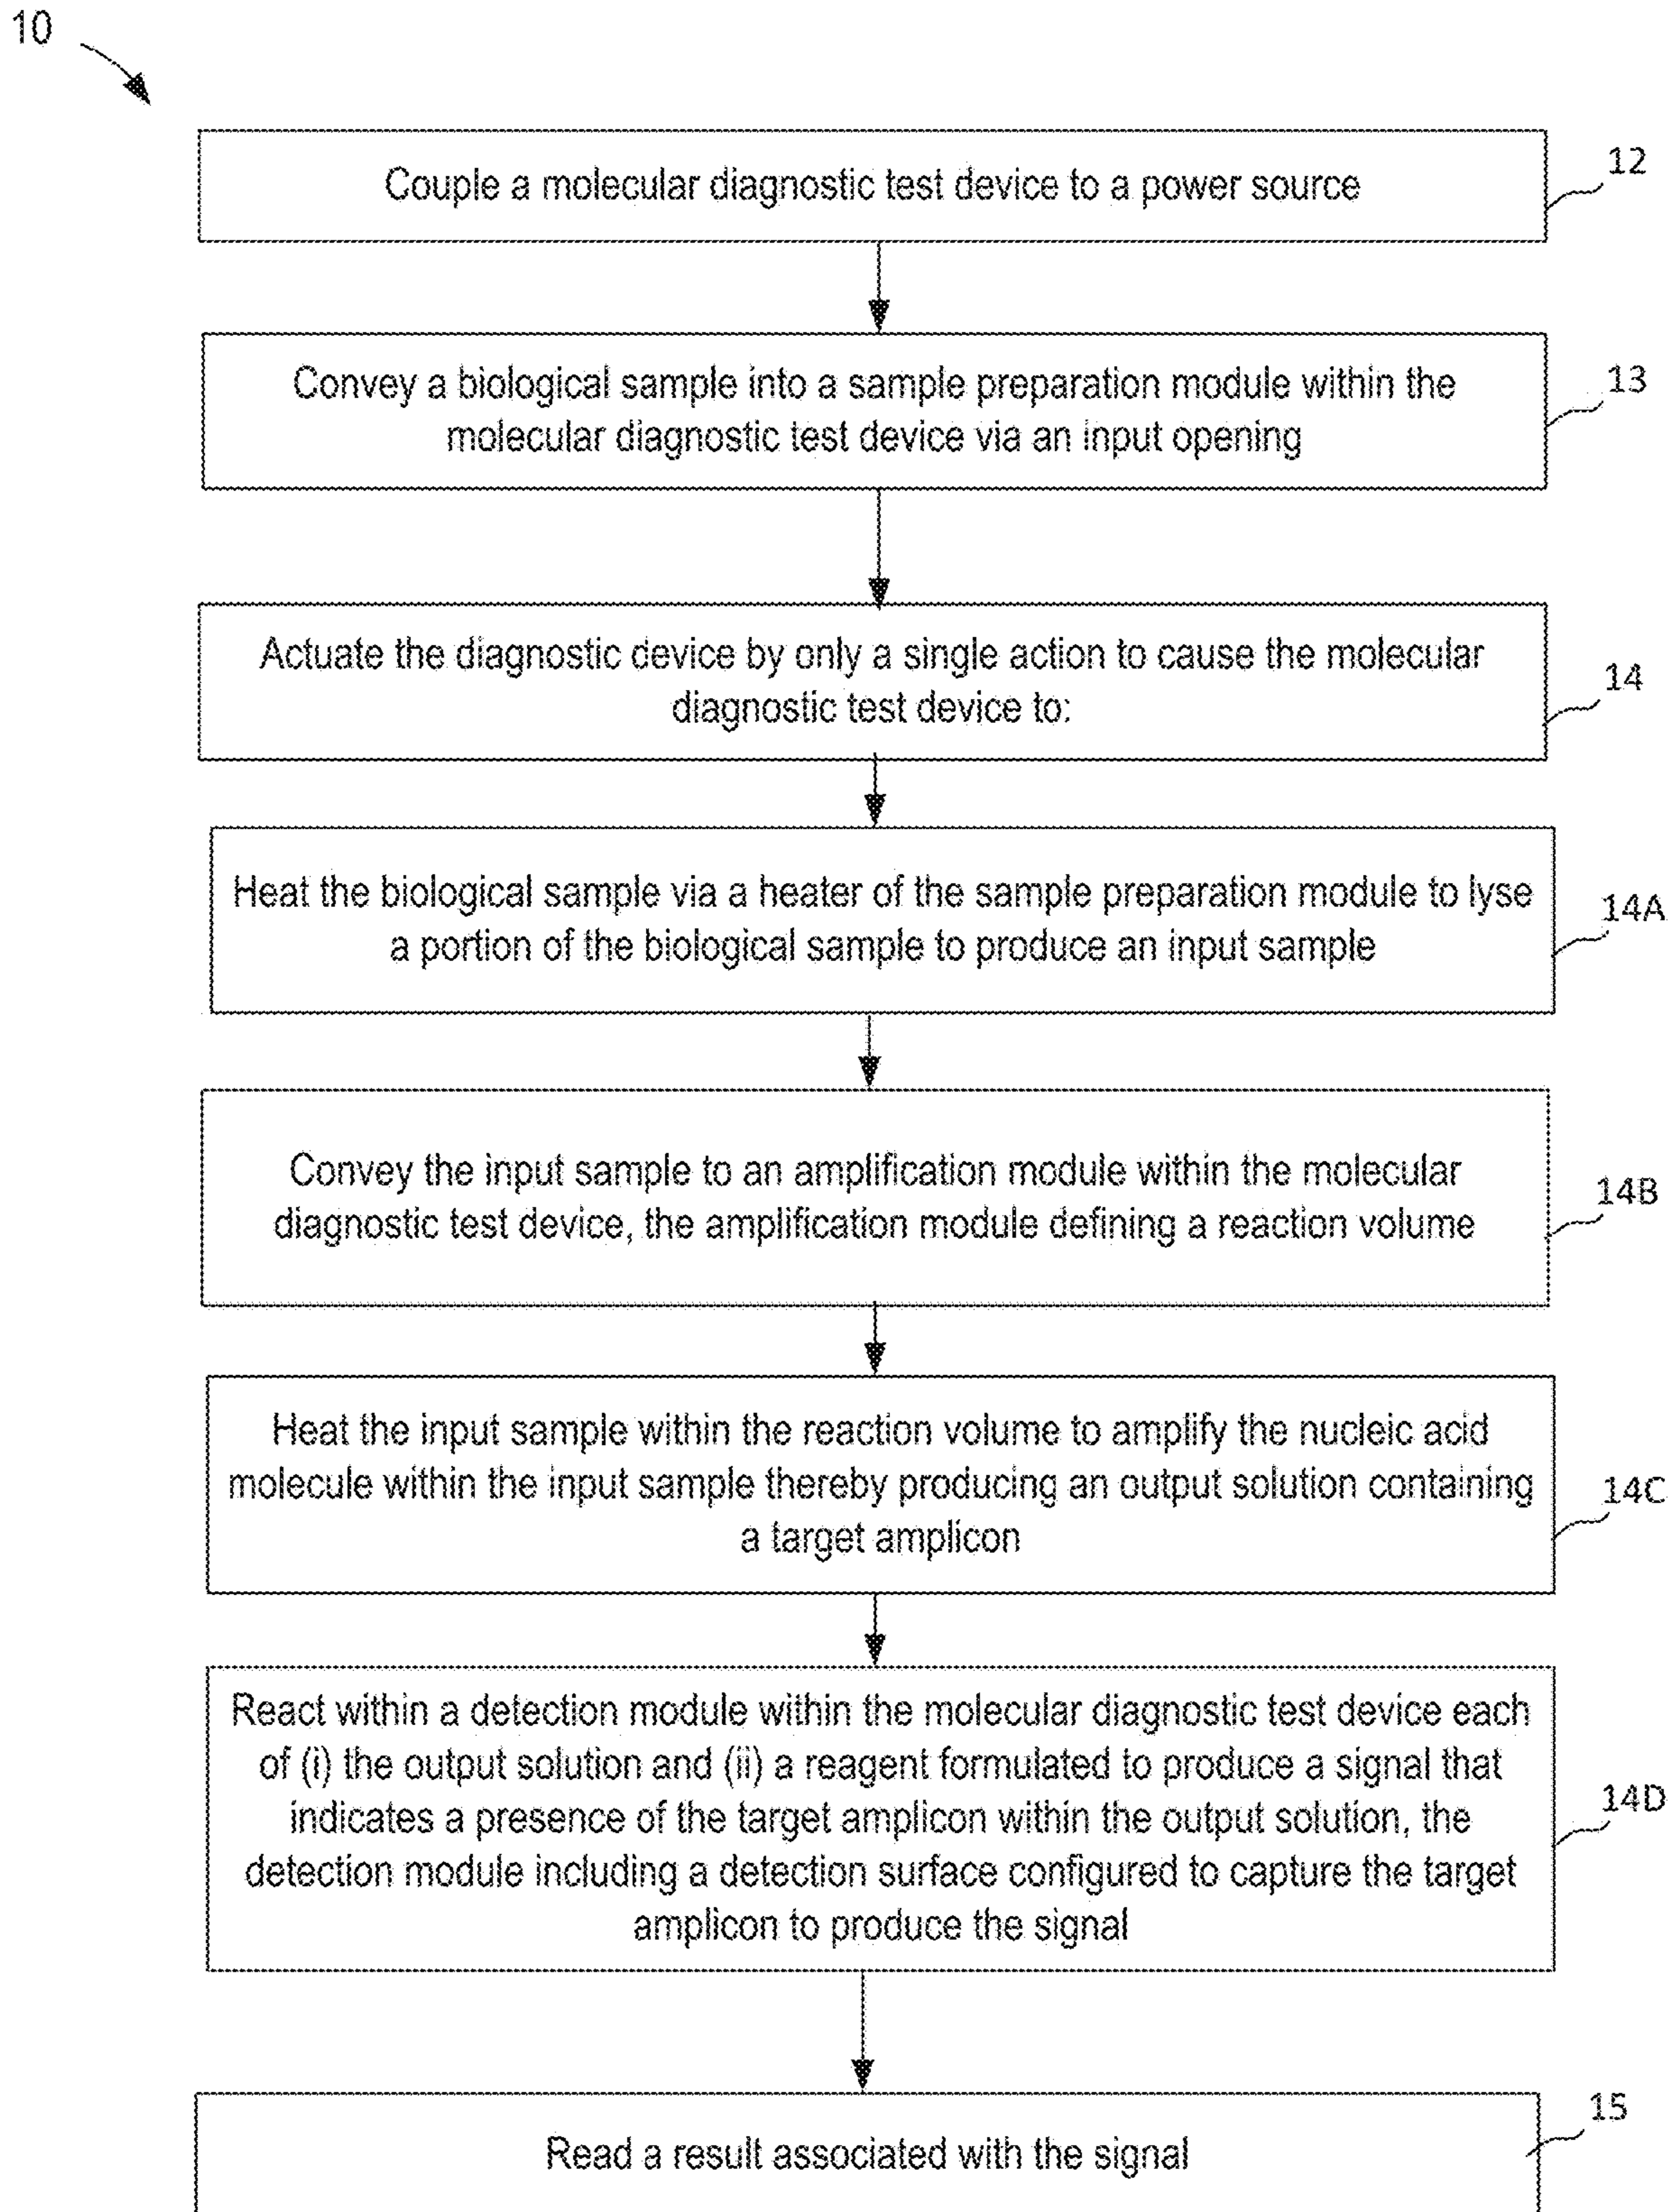 10
Couple a molecular diagnostic test device to a power source
12
Convey a biological sample into a sample preparation module within the
molecular diagnostic test device via an input opening
13
Actuate the diagnostic device by only a single action to cause the molecular
diagnostic test device to:
14
Heat the biological sample via a heater of the sample preparation module to lyse
a portion of the biological sample to produce an input sample
14A
Convey the input sample to an amplification module within the molecular
diagnostic test device, the amplification module defining a reaction volume
14B
Heat the input sample within the reaction volume to amplify the nucleic acid
molecule within the input sample thereby producing an output solution containing
a target amplicon
14C
React within a detection module within the molecular diagnostic test device each
of (i) the output solution and (ii) a reagent formulated to produce a signal that
indicates a presence of the target amplicon within the output solution, the
detection module including a detection surface configured to capture the target
amplicon to produce the signal
14D
Read a result associated with the signal
15